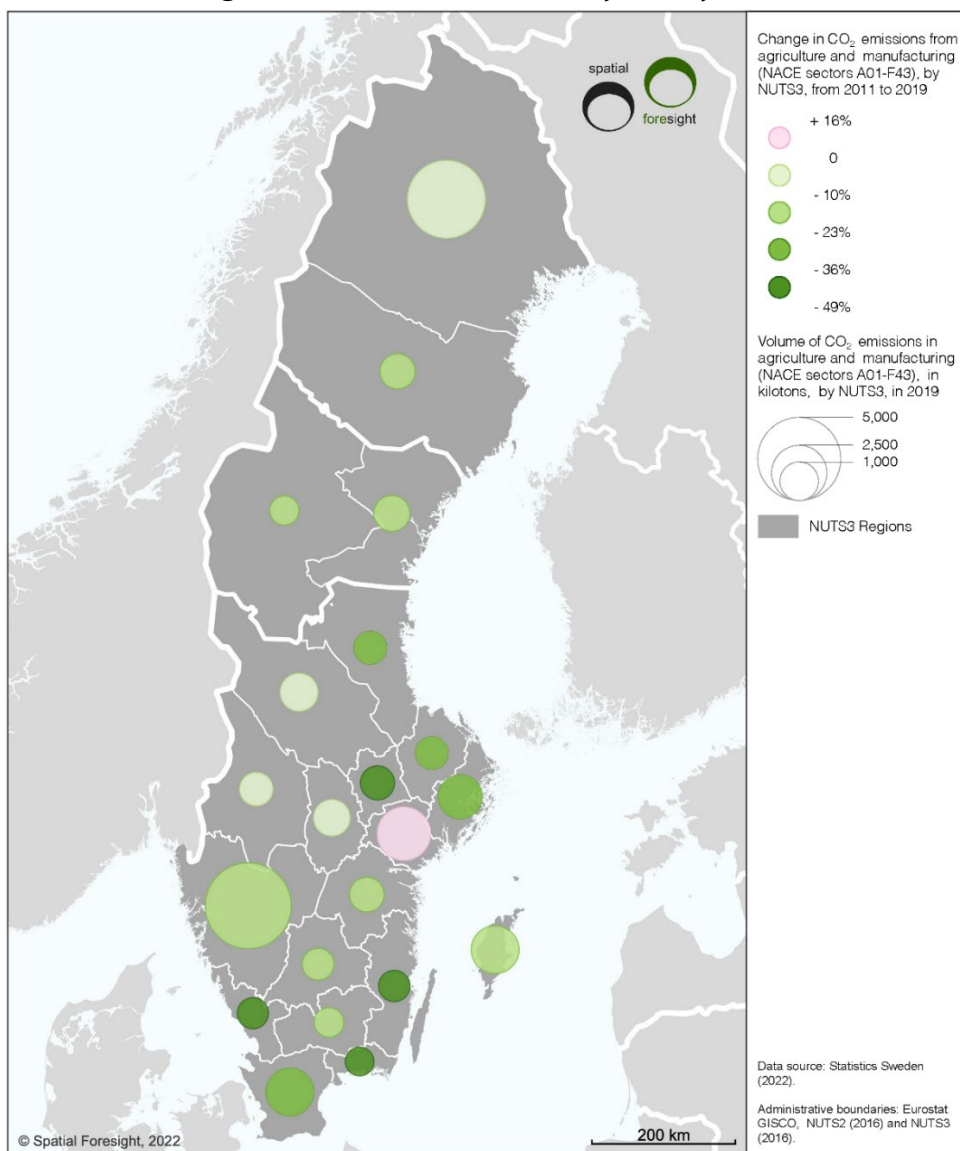 spatial
foresight
© Spatial Foresight, 2022
200 km
Change in CO₂ emissions from
agriculture and manufacturing
(NACE sectors A01-F43), by
NUTS3, from 2011 to 2019
+ 16%
0
- 10%
- 23%
- 36%
- 49%
Volume of CO₂ emissions in
agriculture and manufacturing
(NACE sectors A01-F43), in
kilotons, by NUTS3, in 2019
5,000
2,500
1,000
NUTS3 Regions
Data source: Statistics Sweden
(2022).
Administrative boundaries: Eurostat
GISCO, NUTS2 (2016) and NUTS3
(2016).